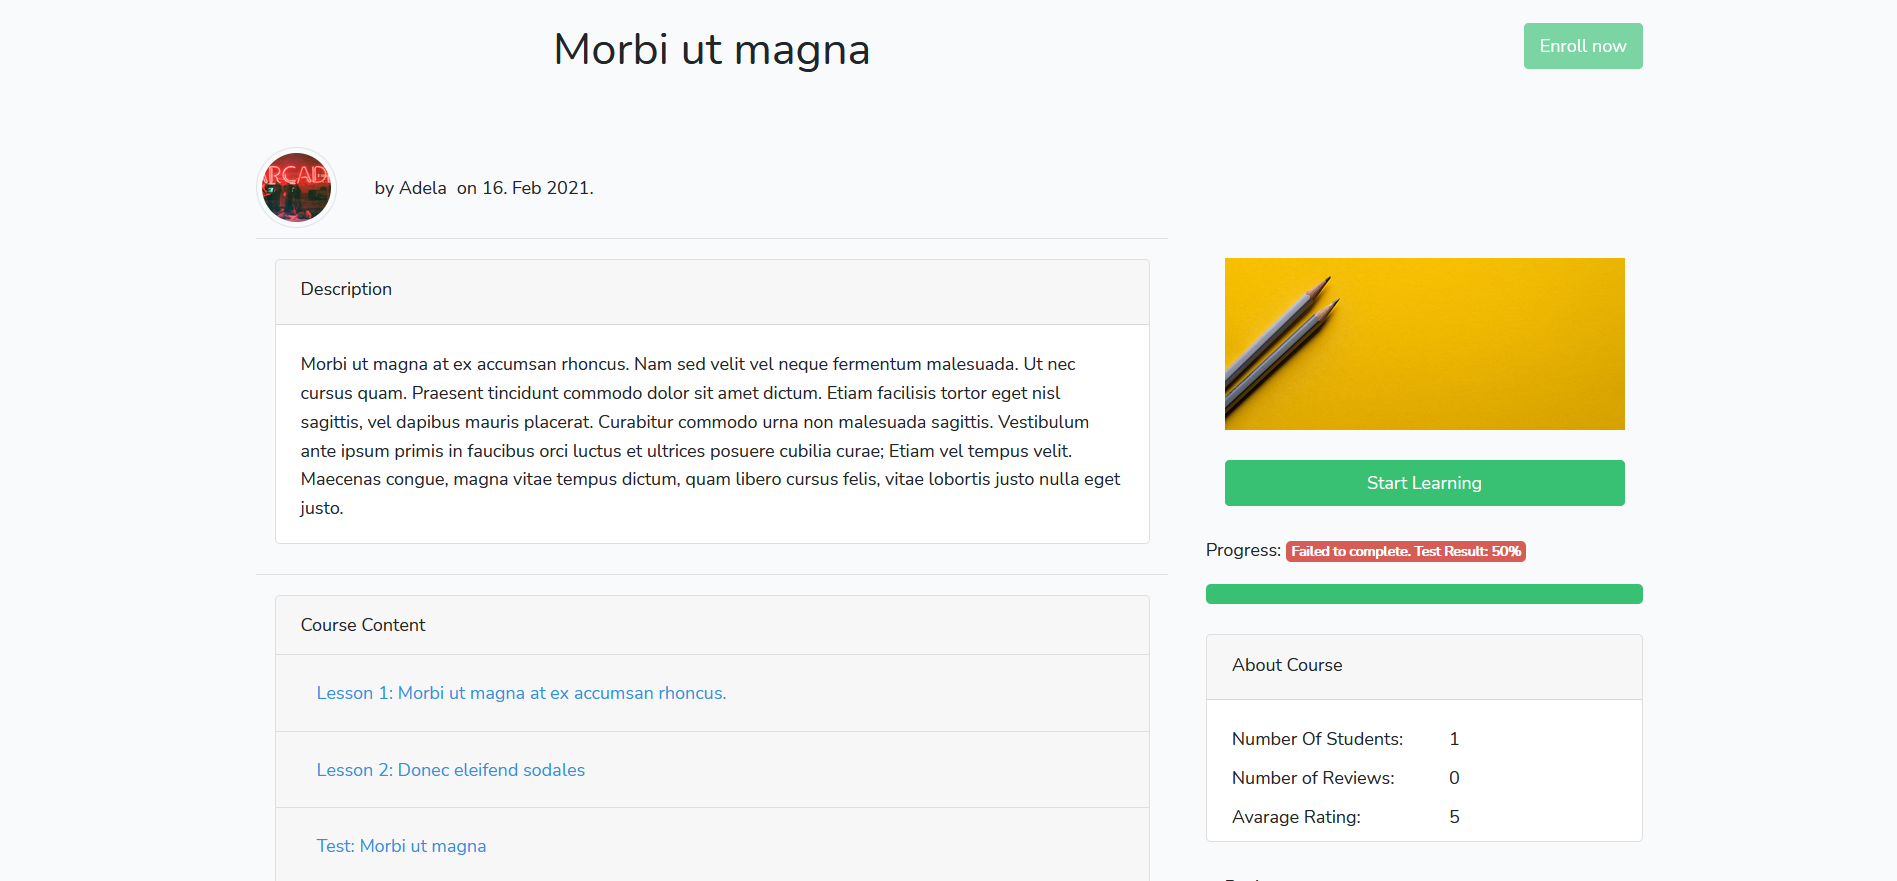 Morbi ut magna
Enroll now
ARCAD
by Adela on 16. Feb 2021.
Description
Morbi ut magna at ex accumsan rhoncus. Nam sed velit vel neque fermentum malesuada. Ut nec
cursus quam. Praesent tincidunt commodo dolor sit amet dictum. Etiam facilisis tortor eget nisl
sagittis, vel dapibus mauris placerat. Curabitur commodo urna non malesuada sagittis. Vestibulum
ante ipsum primis in faucibus orci luctus et ultrices posuere cubilia curae; Etiam vel tempus velit.
Maecenas congue, magna vitae tempus dictum, quam libero cursus felis, vitae lobortis justo nulla eget
justo.
Course Content
Lesson 1: Morbi ut magna at ex accumsan rhoncus.
Lesson 2: Donec eleifend sodales
Test: Morbi ut magna
Start Learning
Progress: Failed to complete. Test Result: 50%
About Course
Number Of Students: 1
Number of Reviews: 0
Avarage Rating: 5